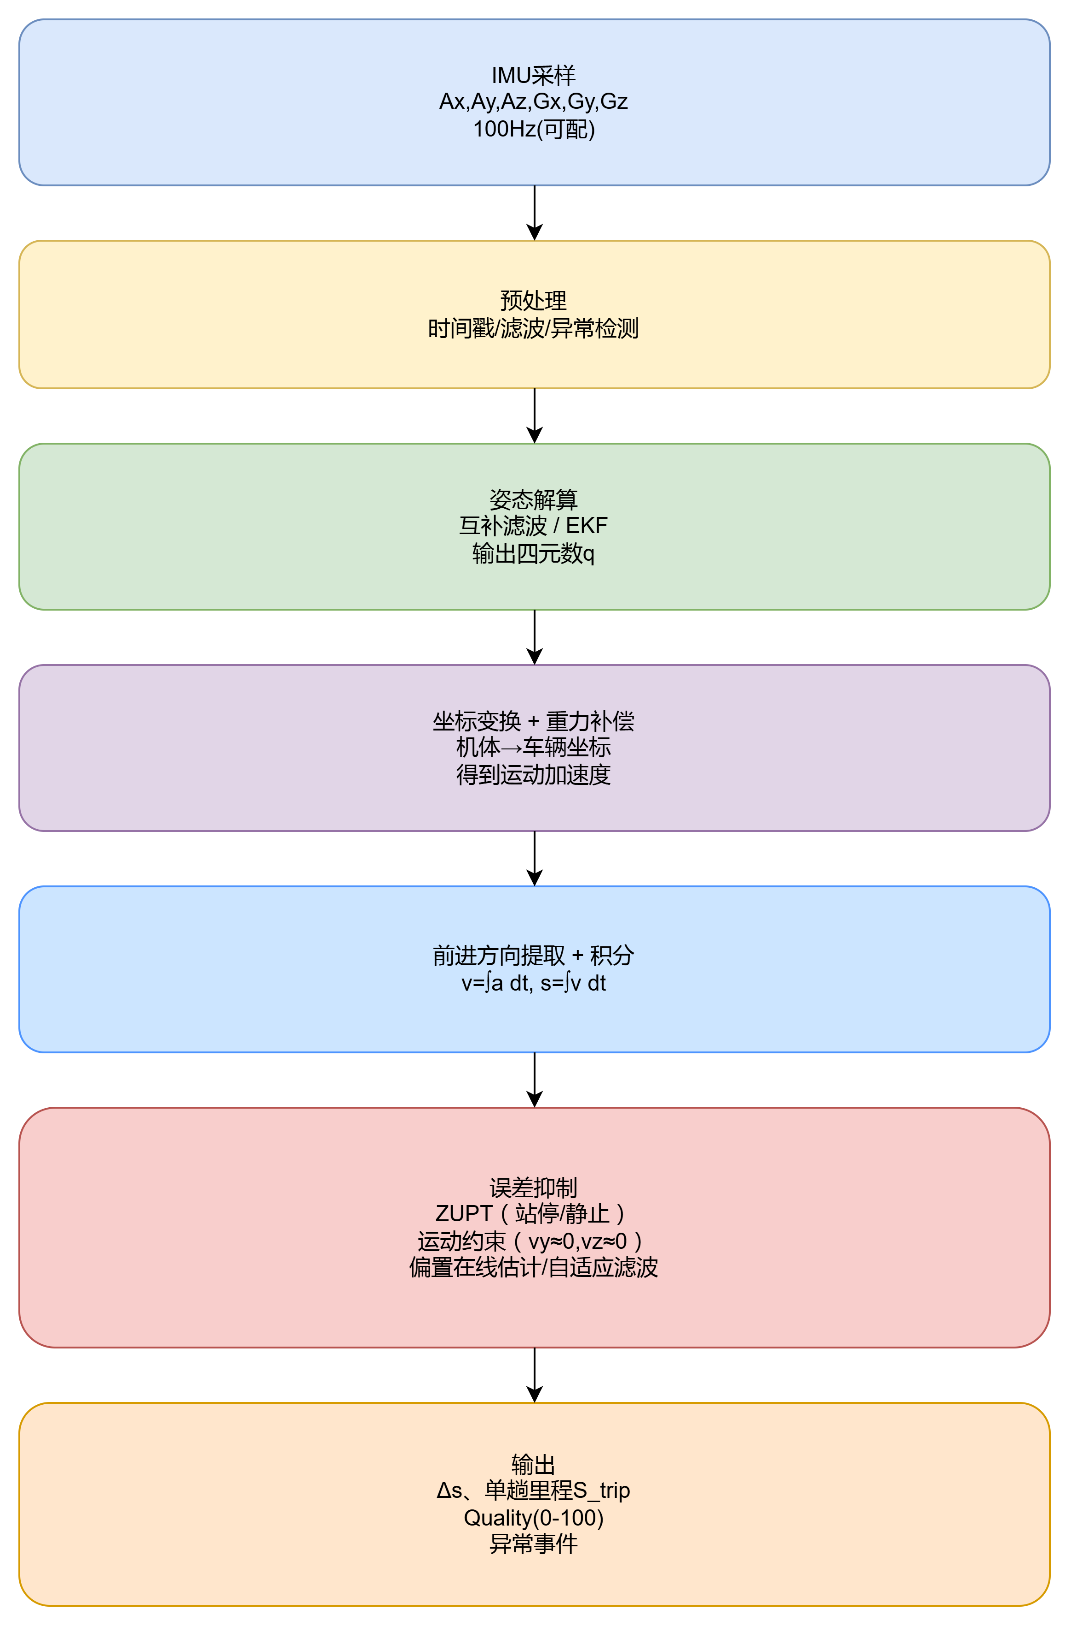 IMU采样
Ax,Ay,Az,Gx,Gy,Gz
100Hz(可配)
预处理
时间戳/滤波/异常检测
姿态解算
互补滤波 / EKF
输出四元数q
坐标变换 + 重力补偿
机体→车辆坐标
得到运动加速度
前进方向提取 + 积分
v=∫a dt, s=∫v dt
误差抑制
ZUPT（站停/静止）
运动约束（vy≈0,vz≈0）
偏置在线估计/自适应滤波
输出
Δs、单趟里程S_trip
Quality(0-100)
异常事件